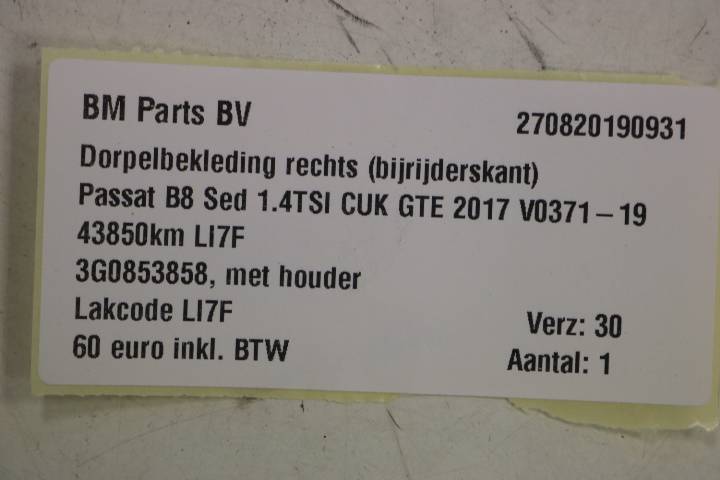 BM Parts BV 270820190931
Dorpelbekleding rechts (bijrijderskant)
Passat B8 Sed 1.4TSI CUK GTE 2017 V0371-19
43850km LI7F
3G0853858, met houder
Lakcode LI7F Verz: 30
60 euro inkl. BTW Aantal: 1